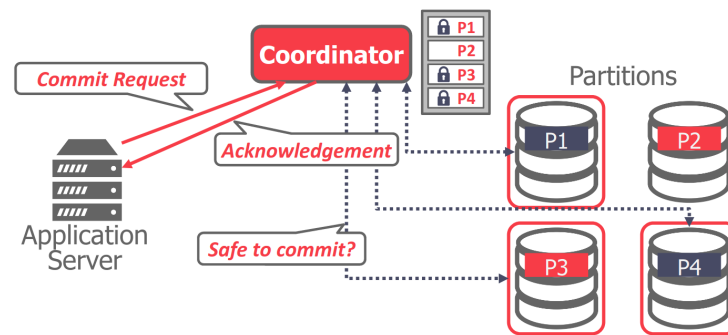 Coordinator
P1
P2
P3
P4
Commit Request
Acknowledgement
Safe to commit?
Application
Server
Partitions
P1
P2
P3
P4